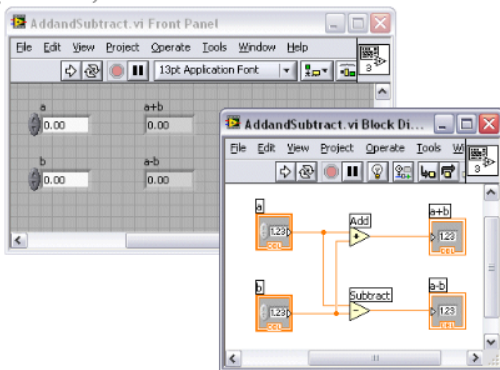 AddandSubtract.vi Front Panel
File Edit View Project Operate Tools Window Help
13pt Application Font
3
a
0.00
a+b
0.00
b
0.00
a-b
0.00
AddandSubtract.vi Block Di...
File Edit View Project Operate Tools Wi
3
a
1.23
DBL
Add
a+b
1.23
DBL
b
1.23
DBL
Subtract
a-b
1.23
DBL